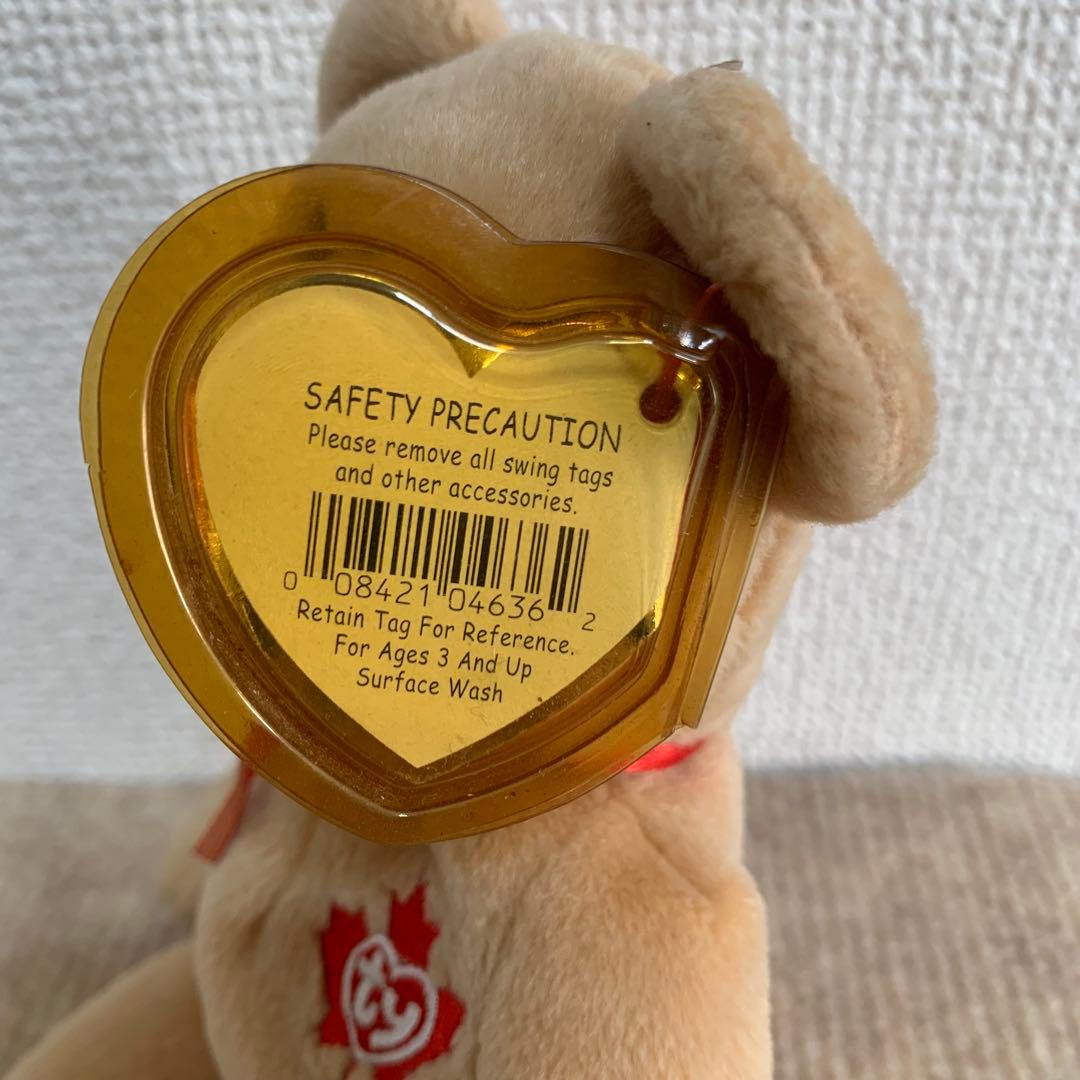 SAFETY PRECAUTION
Please remove all swing tags
and other accessories.
0 08421 04636 2
Retain Tag For Reference.
For Ages 3 And Up
Surface Wash
ty